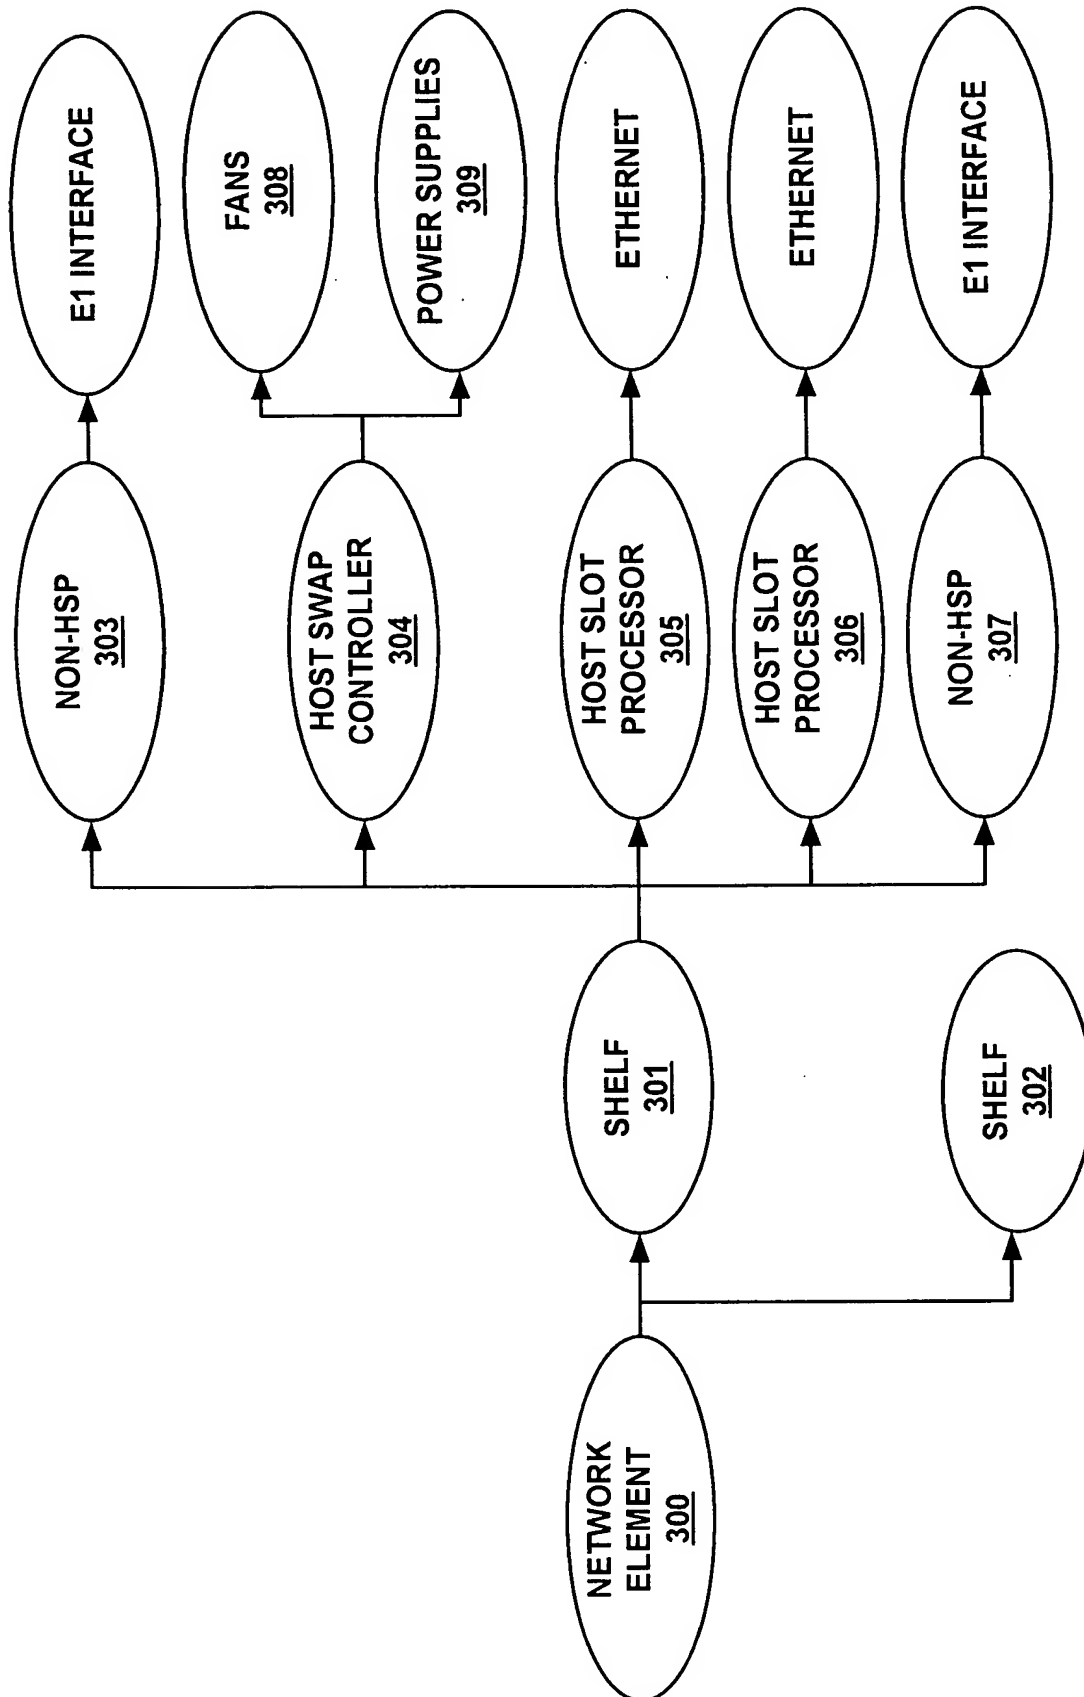 NETWORK
ELEMENT
300
SHELF
301
SHELF
302
NON-HSP
303
HOST SWAP
CONTROLLER
304
HOST SLOT
PROCESSOR
305
HOST SLOT
PROCESSOR
306
NON-HSP
307
E1 INTERFACE
FANS
308
POWER SUPPLIES
309
ETHERNET
ETHERNET
E1 INTERFACE